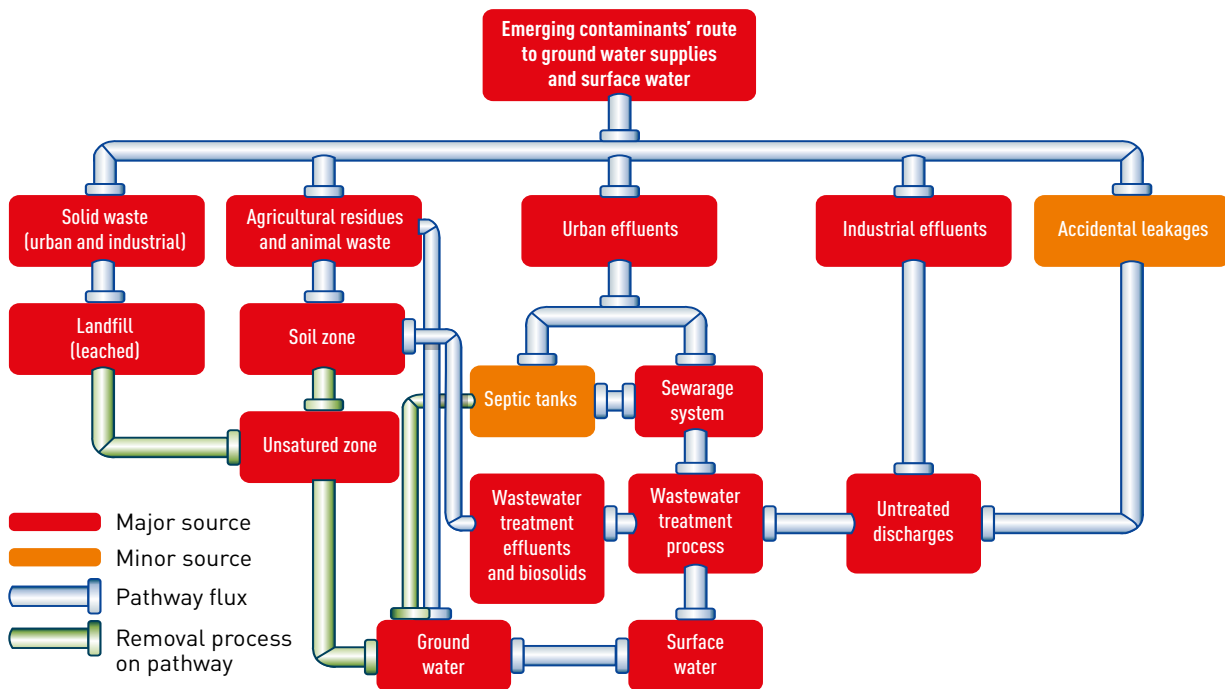 Emerging contaminants' route
to ground water supplies
and surface water
Solid waste
(urban and industrial)
Agricultural residues
and animal waste
Urban effluents
Industrial effluents
Accidental leakages
Landfill
(leached)
Soil zone
Septic tanks
Sewarage
system
Unsatured zone
Wastewater
treatment
effluents
and biosolids
Wastewater
treatment
process
Untreated
discharges
Ground
water
Surface
water
Major source
Minor source
Pathway flux
Removal process
on pathway